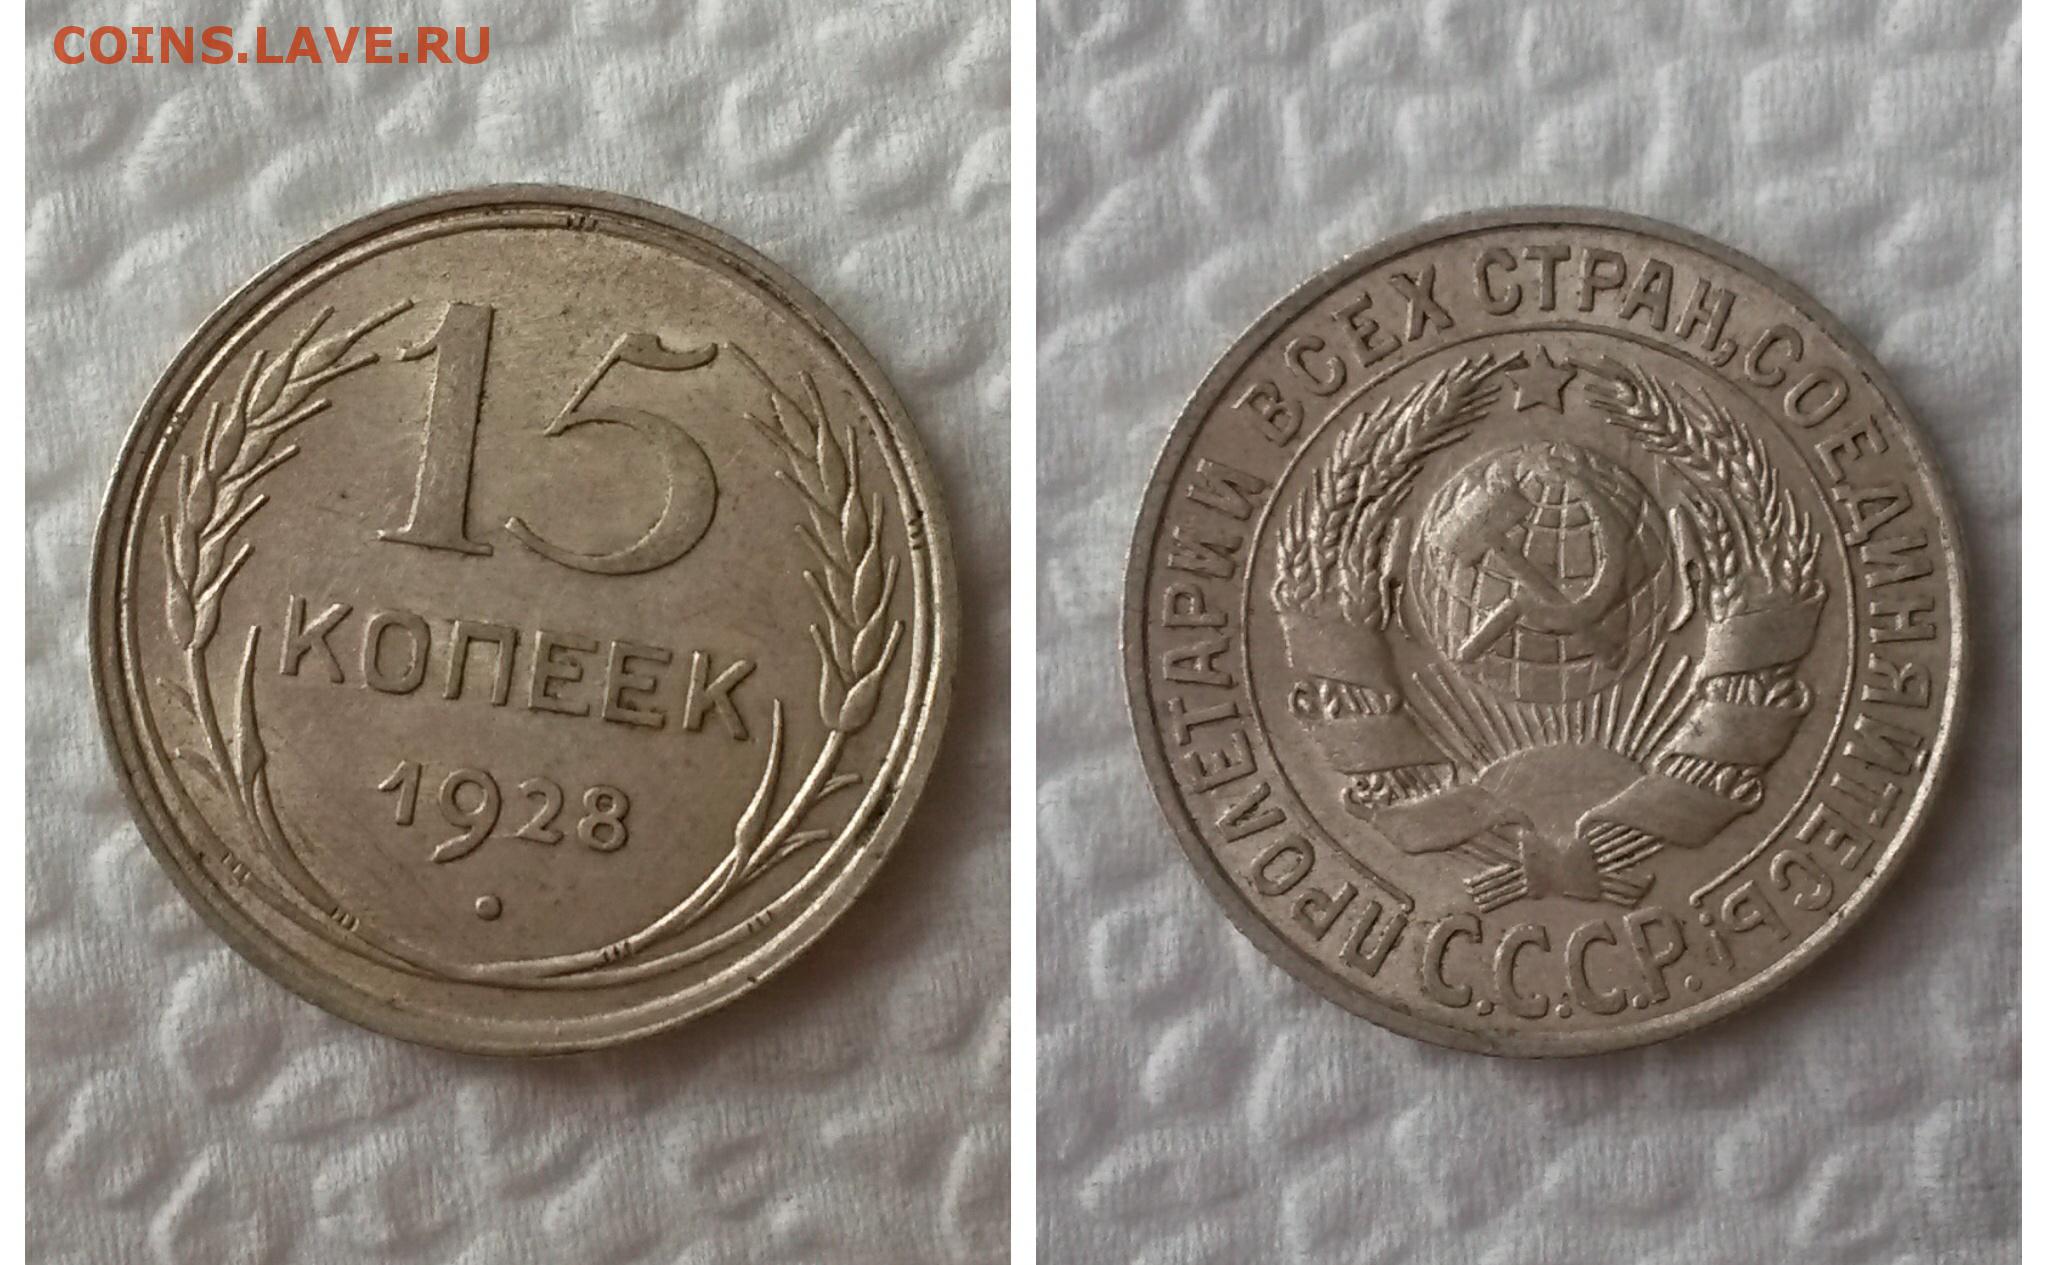 COINS.LAVE.RU
15
КОПЕЕК
1928
ПРОЛЕТАРИИ ВСЕХ СТРАН, СОЕДИНЯЙТЕСЬ!
С.С.С.Р.